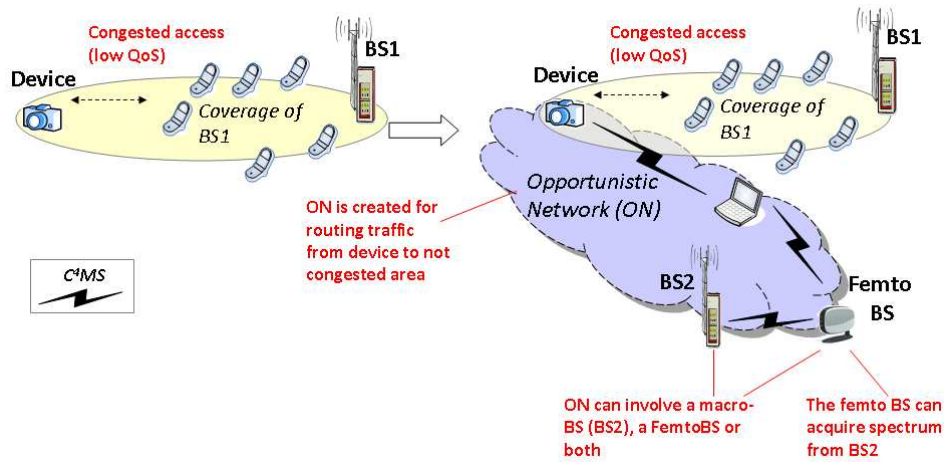 Congested access
(low QoS)
BS1
Device
Coverage of
BS1
Congested access
(low QoS)
BS1
Device
Coverage of
BS1
Opportunistic
Network (ON)
ON is created for
routing traffic
from device to not
congested area
C⁴MS
BS2
Femto
BS
ON can involve a macro-
BS (BS2), a FemtoBS or
both
The femto BS can
acquire spectrum
from BS2